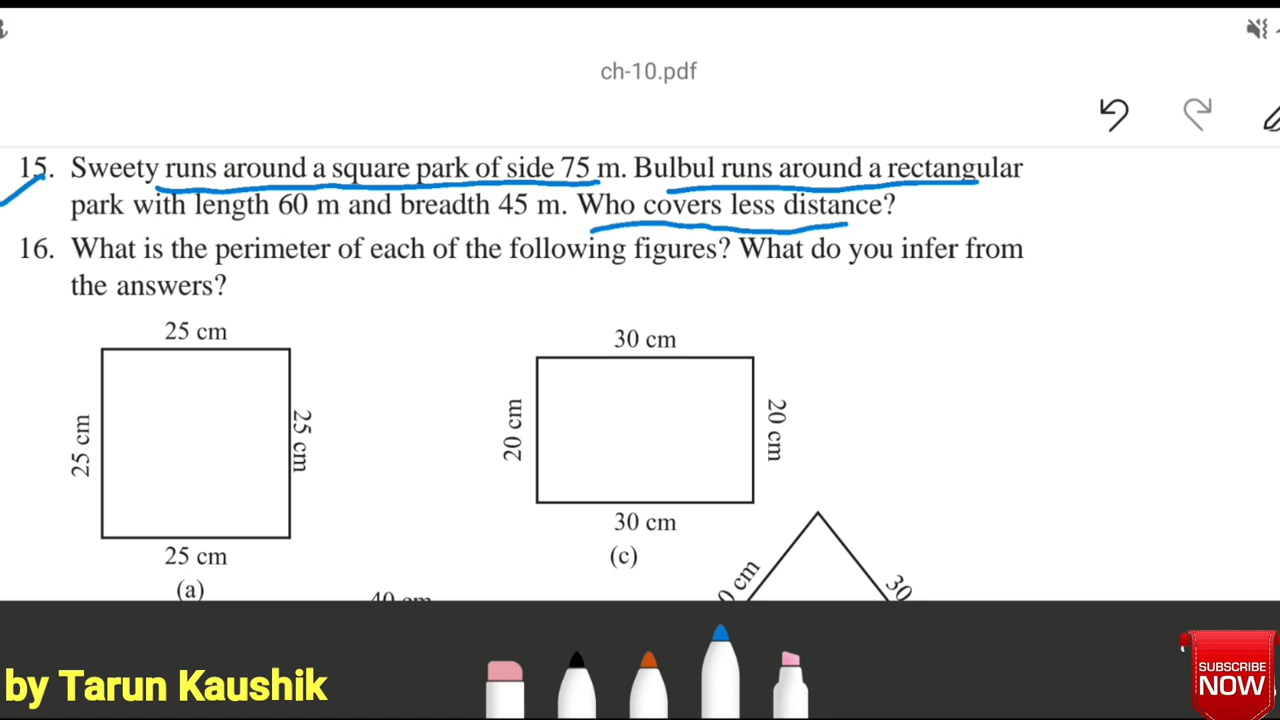 ch-10.pdf
15. Sweety runs around a square park of side 75 m. Bulbul runs around a rectangular
park with length 60 m and breadth 45 m. Who covers less distance?
16. What is the perimeter of each of the following figures? What do you infer from
the answers?
25 cm
25 cm
25 cm
25 cm
(a)
30 cm
20 cm
20 cm
30 cm
(c)
cm
30
by Tarun Kaushik
SUBSCRIBE
NOW